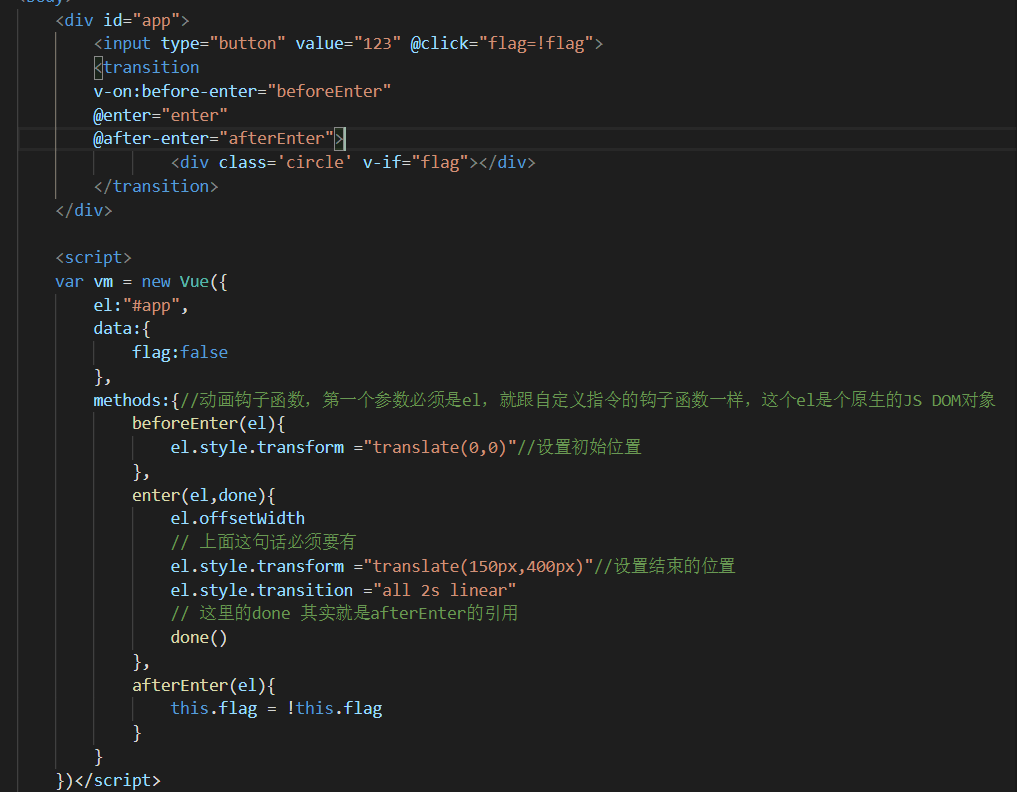 <body>
<div id="app">
<input type="button" value="123" @click="flag=!flag">
<transition
v-on:before-enter="beforeEnter"
@enter="enter"
@after-enter="afterEnter">
<div class='circle' v-if="flag"></div>
</transition>
</div>
<script>
var vm = new Vue({
el:"#app",
data:{
flag:false
},
methods:{//动画钩子函数，第一个参数必须是el，就跟自定义指令的钩子函数一样，这个el是个原生的JS DOM对象
beforeEnter(el){
el.style.transform ="translate(0,0)"//设置初始位置
},
enter(el,done){
el.offsetWidth
// 上面这句话必须要有
el.style.transform ="translate(150px,400px)"//设置结束的位置
el.style.transition ="all 2s linear"
// 这里的done 其实就是afterEnter的引用
done()
},
afterEnter(el){
this.flag = !this.flag
}
}
})</script>